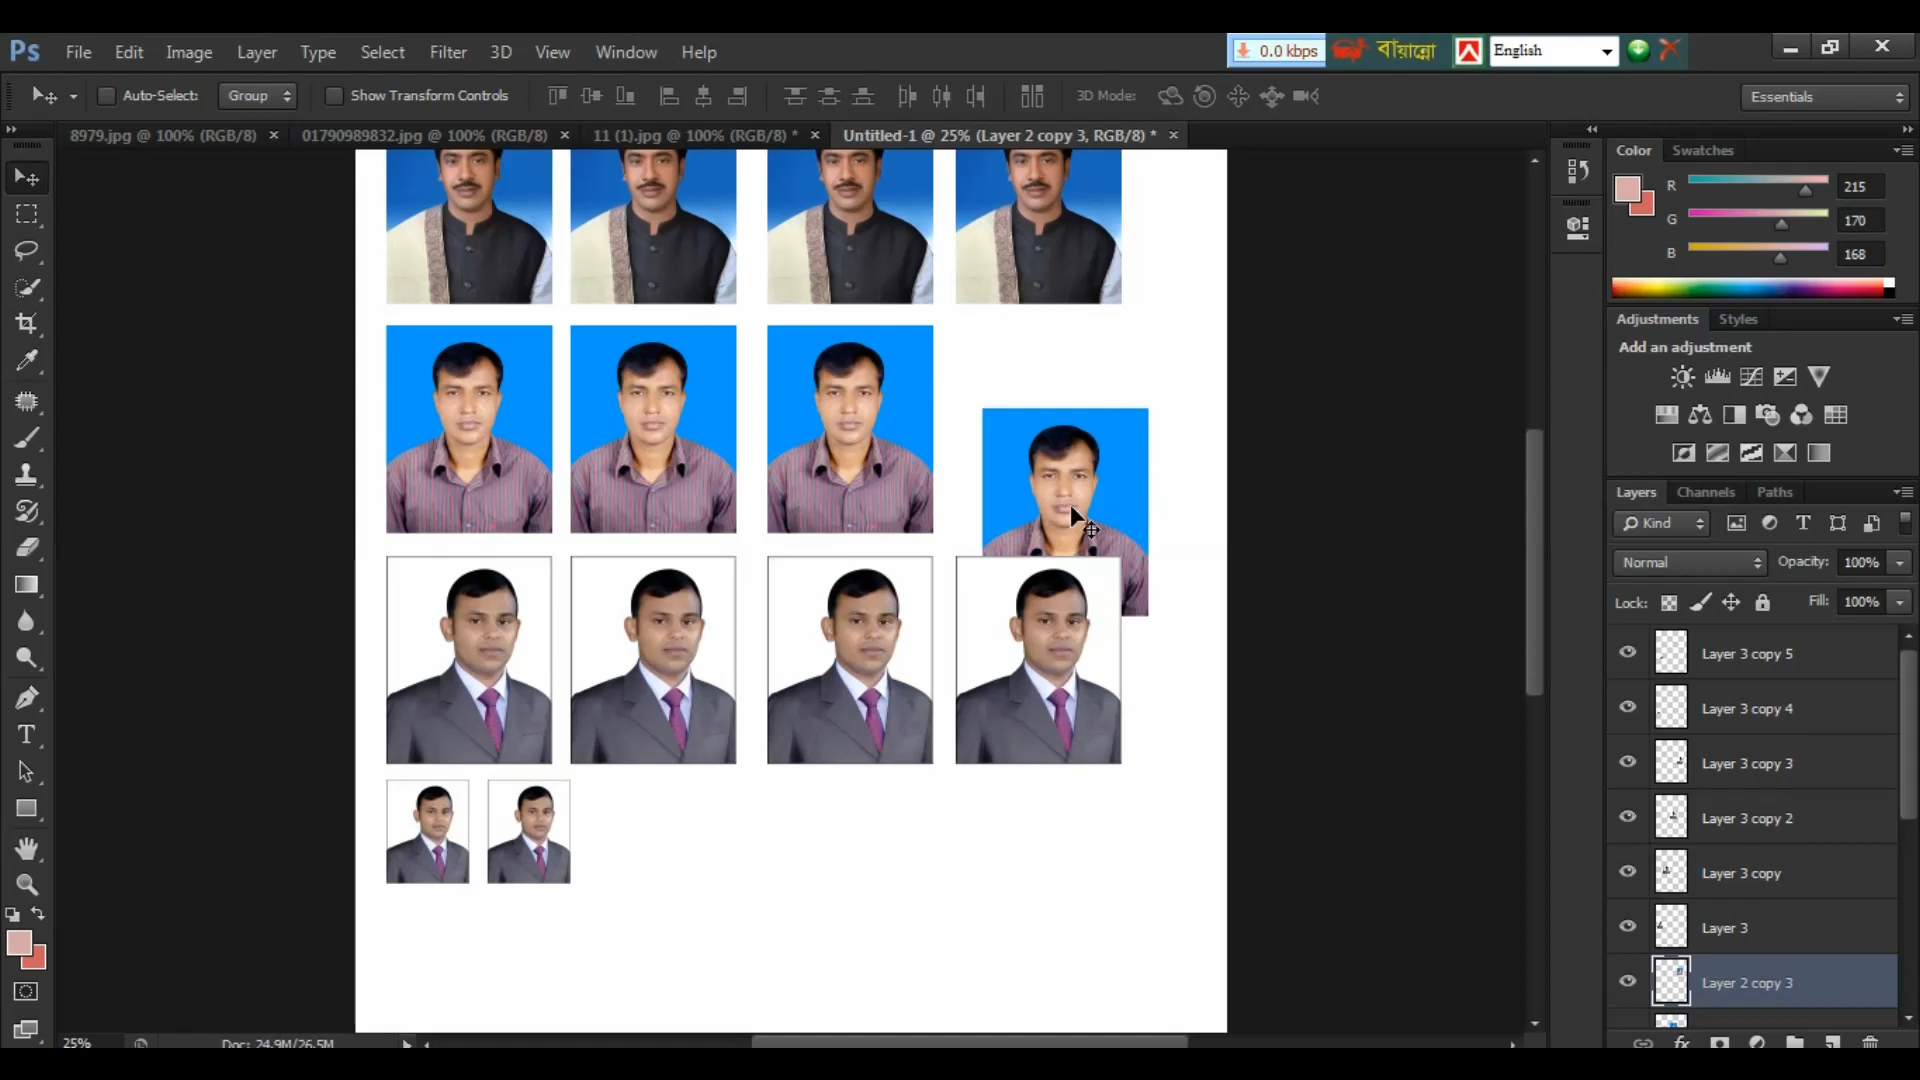 Ps File Edit Image Layer Type Select Filter 3D View Window Help
0.0 kbps বায়ান্নো English
Auto-Select: Group Show Transform Controls 3D Mode: Essentials
8979.jpg @ 100% (RGB/8) × 01790989832.jpg @ 100% (RGB/8) × 11 (1).jpg @ 100% (RGB/8) * × Untitled-1 @ 25% (Layer 2 copy 3, RGB/8) * ×
Color Swatches
R 215
G 170
B 168
Adjustments Styles
Add an adjustment
Layers Channels Paths
Kind
Normal Opacity: 100%
Lock: Fill: 100%
Layer 3 copy 5
Layer 3 copy 4
Layer 3 copy 3
Layer 3 copy 2
Layer 3 copy
Layer 3
Layer 2 copy 3
25% Doc: 24.9M/26.5M